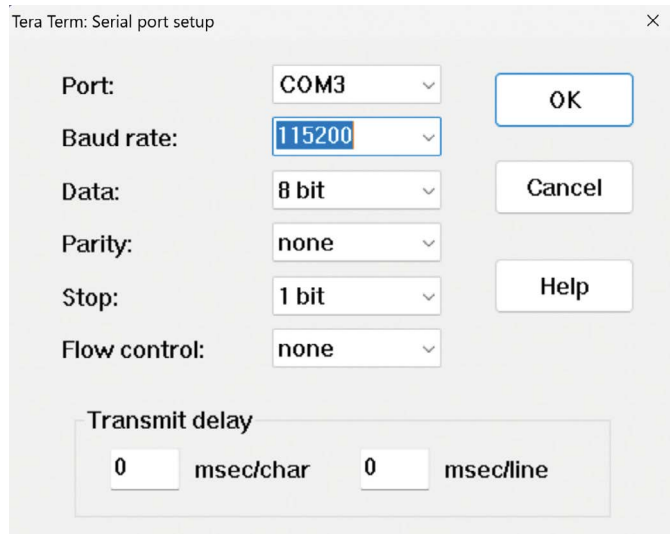 Tera Term: Serial port setup
Port: COM3
OK
Baud rate: 115200
Data: 8 bit
Cancel
Parity: none
Stop: 1 bit
Help
Flow control: none
Transmit delay
0 msec/char 0 msec/line